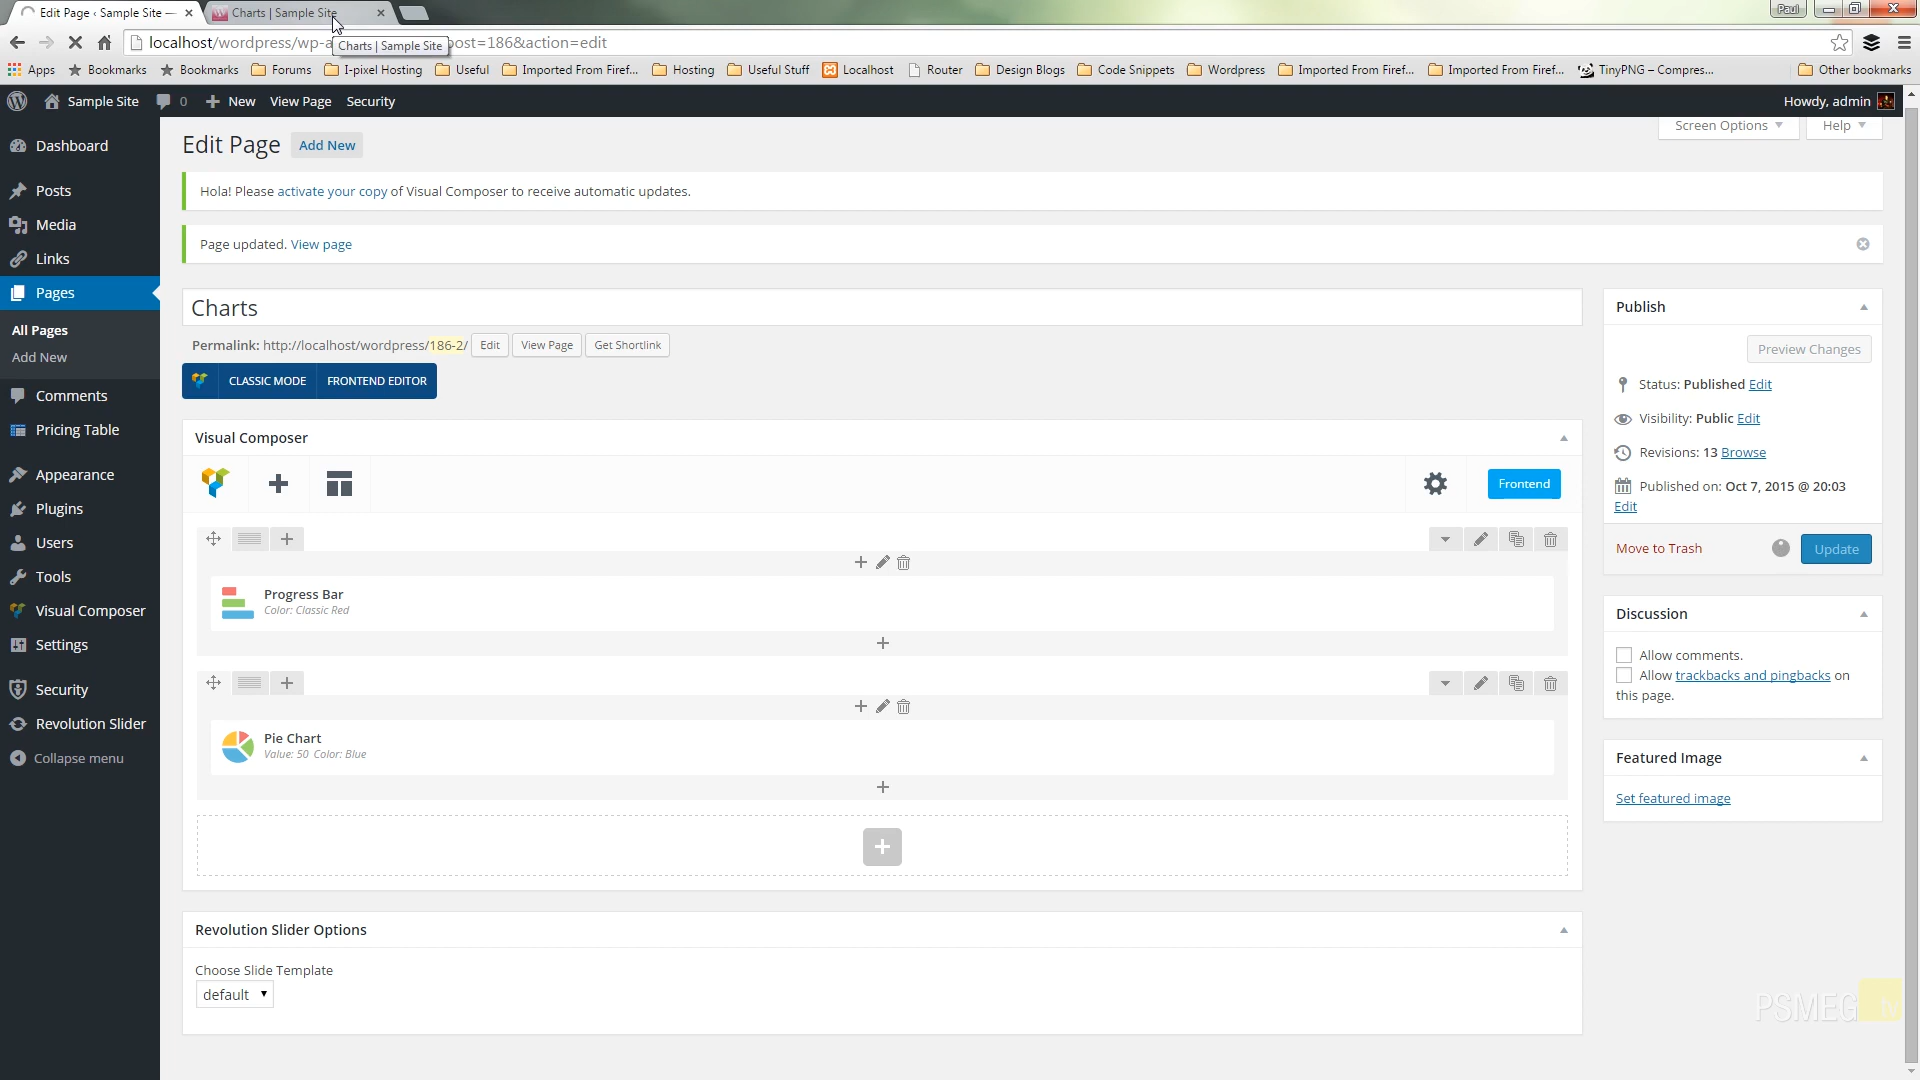 Edit Page ‹ Sample Site —
Charts | Sample Site
Paul
localhost/wordpress/wp-a
post=186&action=edit
Charts | Sample Site
Apps
Bookmarks
Bookmarks
Forums
I-pixel Hosting
Useful
Imported From Firef...
Hosting
Useful Stuff
Localhost
Router
Design Blogs
Code Snippets
Wordpress
Imported From Firef...
Imported From Firef...
TinyPNG – Compres...
Other bookmarks
Sample Site
0
New
View Page
Security
Howdy, admin
Dashboard
Posts
Media
Links
Pages
All Pages
Add New
Comments
Pricing Table
Appearance
Plugins
Users
Tools
Visual Composer
Settings
Security
Revolution Slider
Collapse menu
Edit Page
Add New
Screen Options
Help
Hola! Please activate your copy of Visual Composer to receive automatic updates.
Page updated. View page
Charts
Permalink: http://localhost/wordpress/186-2/
Edit
View Page
Get Shortlink
CLASSIC MODE
FRONTEND EDITOR
Visual Composer
Frontend
Progress Bar
Color: Classic Red
Pie Chart
Value: 50 Color: Blue
Revolution Slider Options
Choose Slide Template
default
Publish
Preview Changes
Status: Published Edit
Visibility: Public Edit
Revisions: 13 Browse
Published on: Oct 7, 2015 @ 20:03
Edit
Move to Trash
Update
Discussion
Allow comments.
Allow trackbacks and pingbacks on
this page.
Featured Image
Set featured image
PSMEG tv